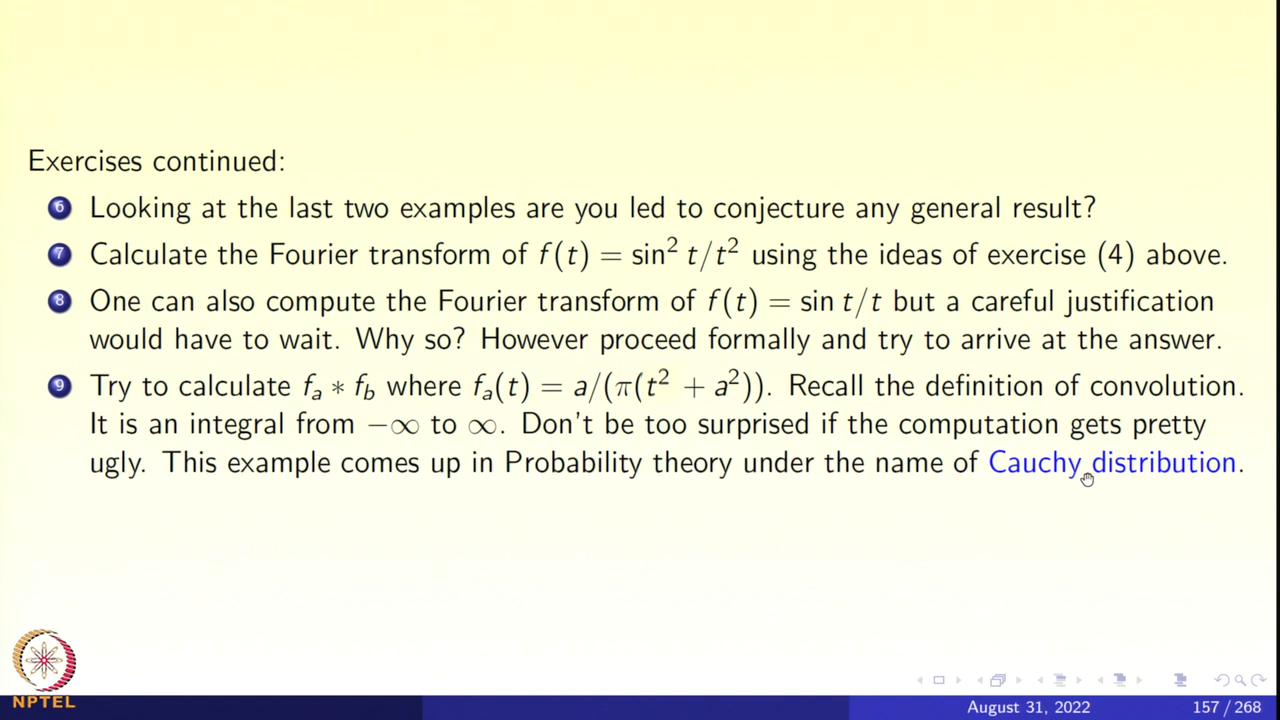 Exercises continued:
6 Looking at the last two examples are you led to conjecture any general result?
7 Calculate the Fourier transform of f(t) = sin² t/t² using the ideas of exercise (4) above.
8 One can also compute the Fourier transform of f(t) = sin t/t but a careful justification
would have to wait. Why so? However proceed formally and try to arrive at the answer.
9 Try to calculate fₐ ∗ f_b where fₐ(t) = a/(π(t² + a²)). Recall the definition of convolution.
It is an integral from −∞ to ∞. Don't be too surprised if the computation gets pretty
ugly. This example comes up in Probability theory under the name of Cauchy distribution.
NPTEL
August 31, 2022 157 / 268